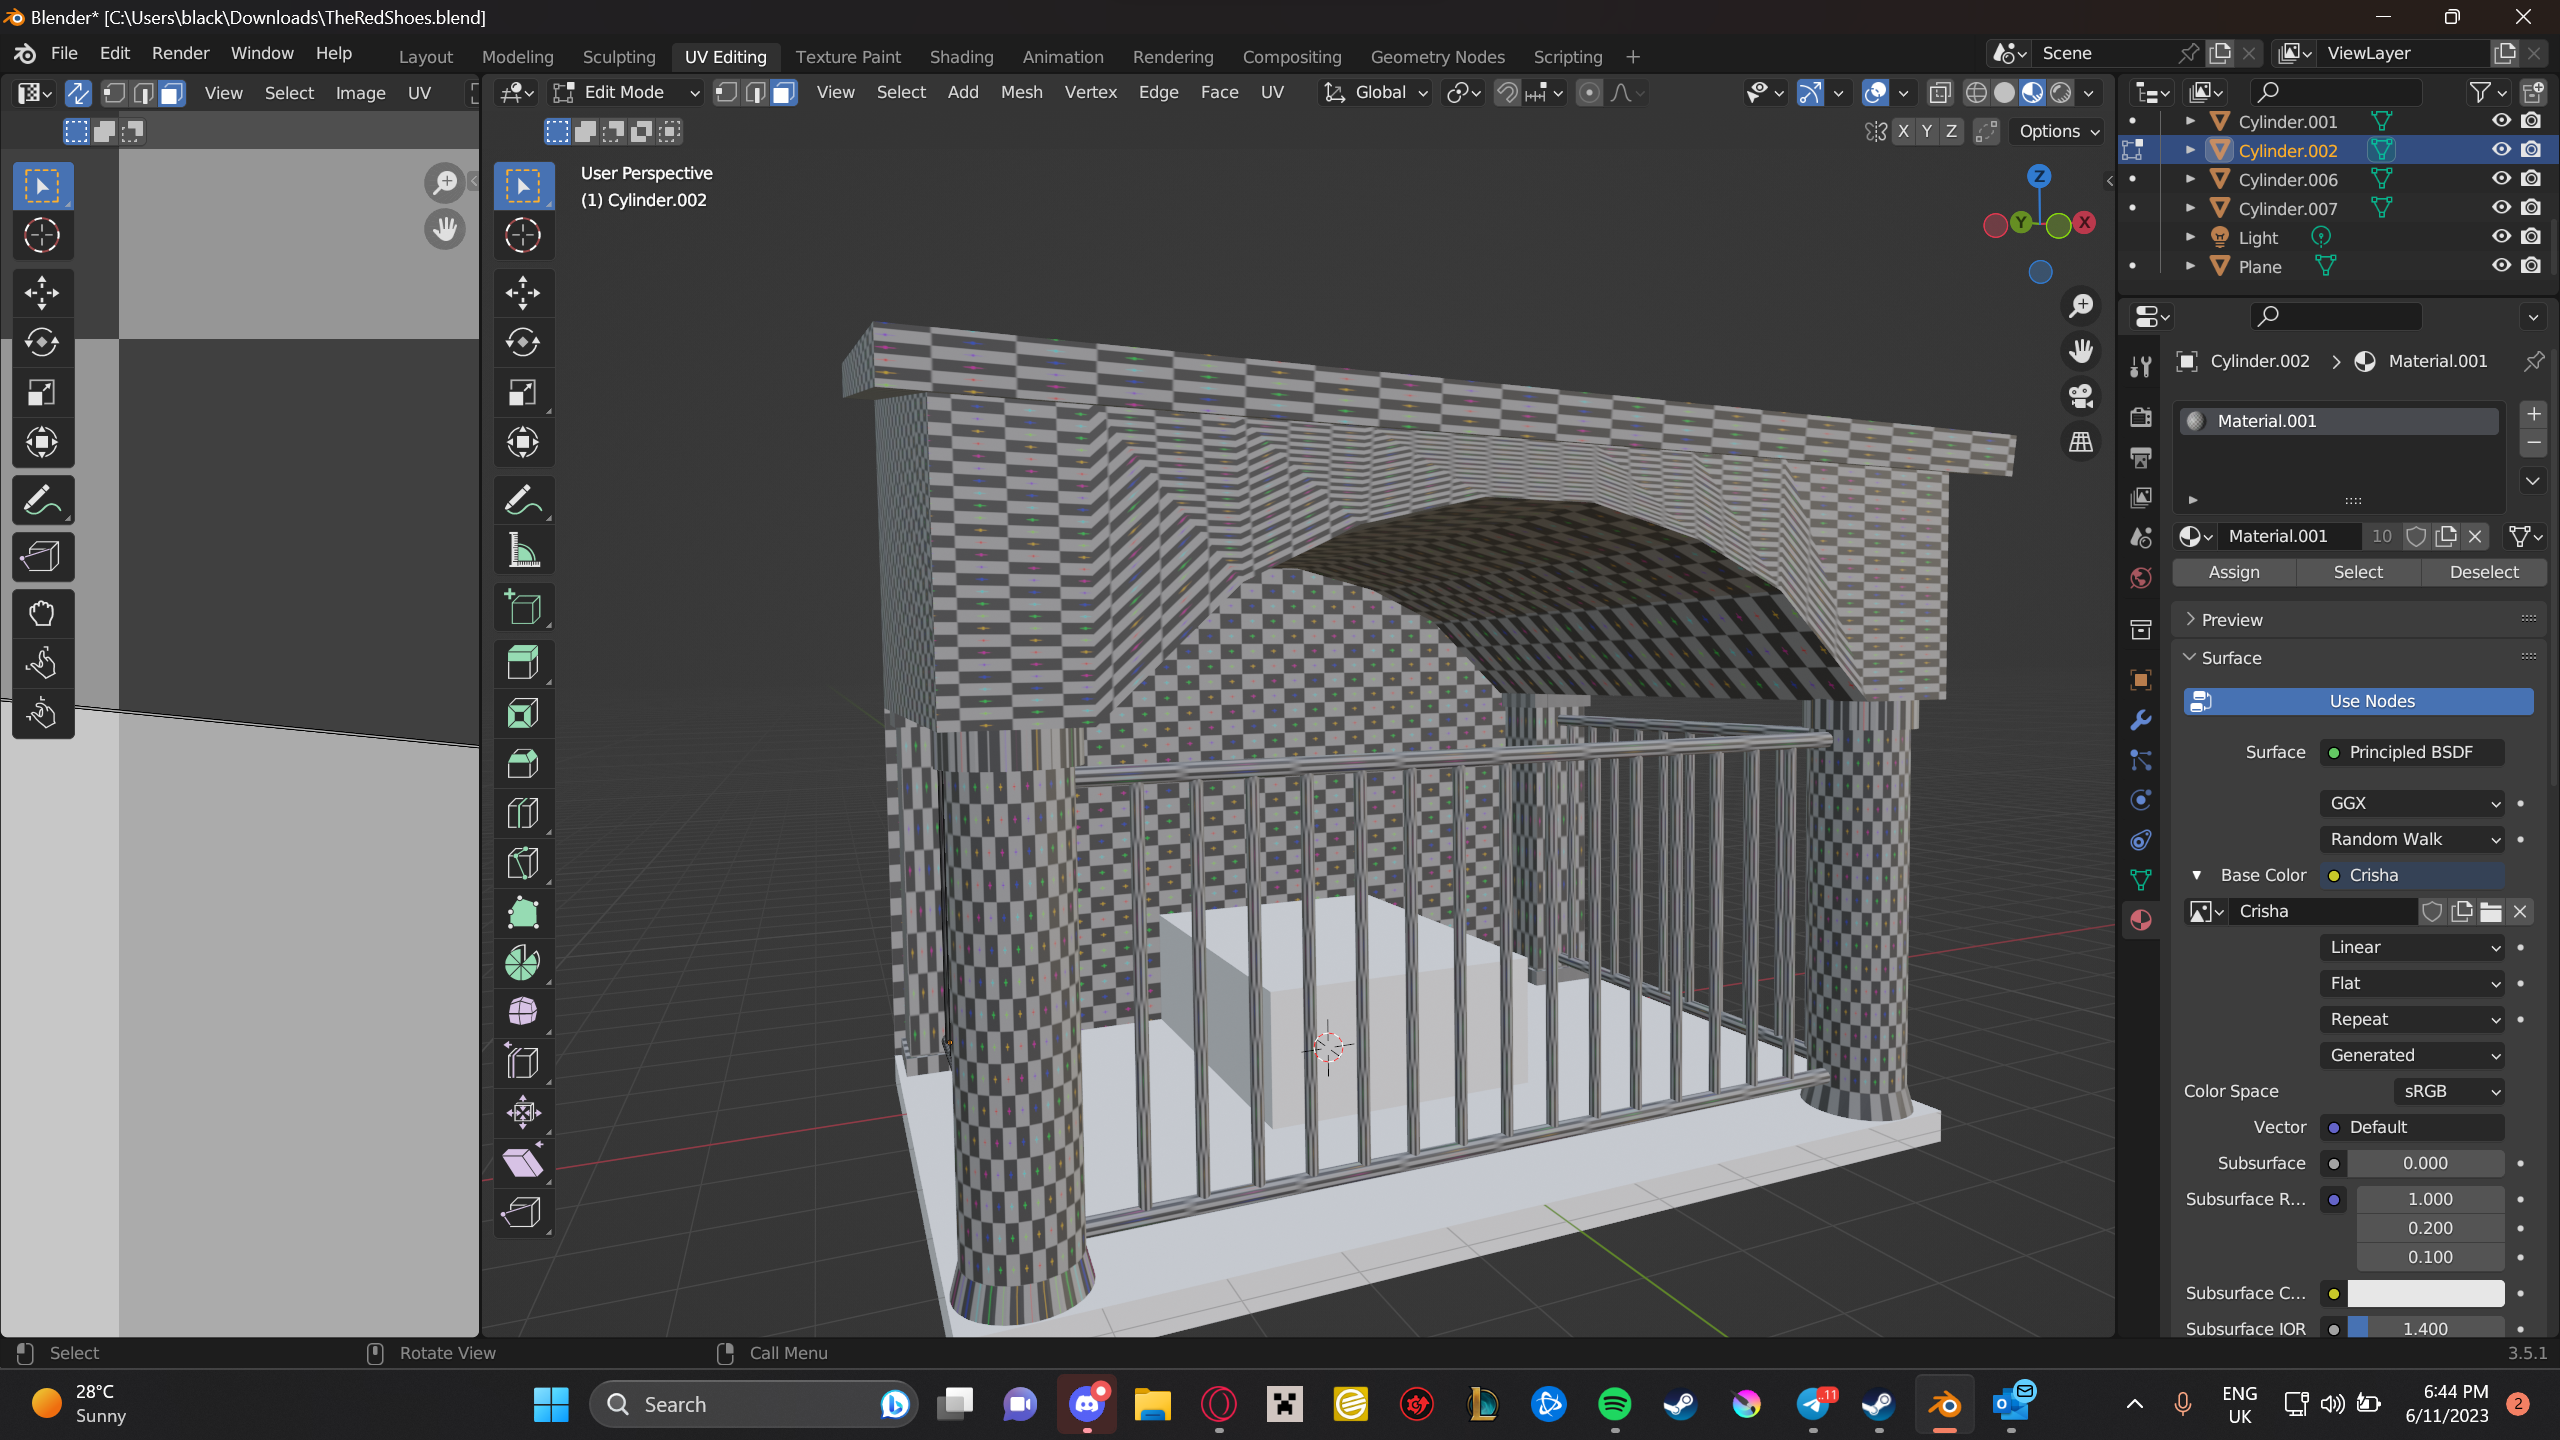 Blender* [C:\Users\black\Downloads\TheRedShoes.blend]
File Edit Render Window Help Layout Modeling Sculpting UV Editing Texture Paint Shading Animation Rendering Compositing Geometry Nodes Scripting + Scene ViewLayer
View Select Image UV Edit Mode View Select Add Mesh Vertex Edge Face UV Global
X Y Z Options
User Perspective
(1) Cylinder.002
Z
Y
X
Cylinder.001
Cylinder.002
Cylinder.006
Cylinder.007
Light
Plane
Cylinder.002 > Material.001
Material.001
Material.001 10
Assign Select Deselect
Preview
Surface
Use Nodes
Surface Principled BSDF
GGX
Random Walk
Base Color Crisha
Crisha
Linear
Flat
Repeat
Generated
Color Space sRGB
Vector Default
Subsurface 0.000
Subsurface R... 1.000
0.200
0.100
Subsurface C...
Subsurface IOR 1.400
Select Rotate View Call Menu 3.5.1
28°C
Sunny
Search
..11
ENG
UK
6:44 PM
6/11/2023
2